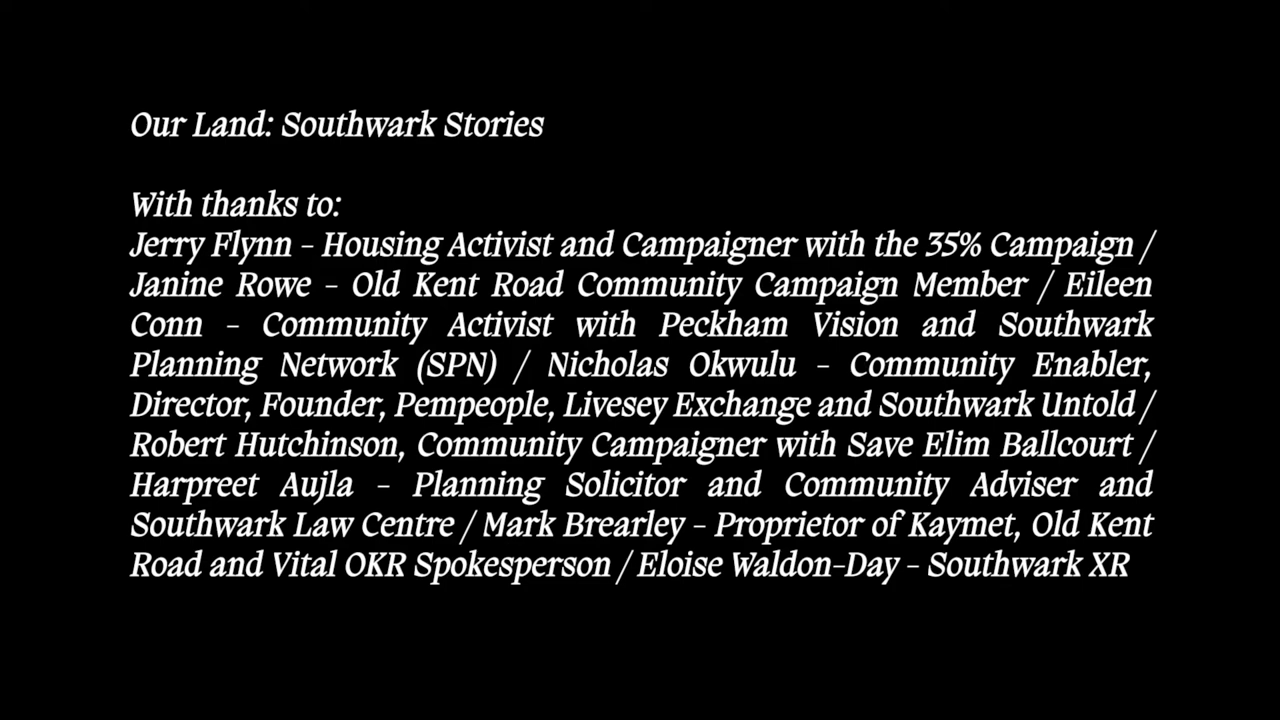 Our Land: Southwark Stories
With thanks to:
Jerry Flynn - Housing Activist and Campaigner with the 35% Campaign /
Janine Rowe - Old Kent Road Community Campaign Member / Eileen
Conn - Community Activist with Peckham Vision and Southwark
Planning Network (SPN) / Nicholas Okwulu - Community Enabler,
Director, Founder, Pempeople, Livesey Exchange and Southwark Untold /
Robert Hutchinson, Community Campaigner with Save Elim Ballcourt /
Harpreet Aujla - Planning Solicitor and Community Adviser and
Southwark Law Centre / Mark Brearley - Proprietor of Kaymet, Old Kent
Road and Vital OKR Spokesperson / Eloise Waldon-Day - Southwark XR